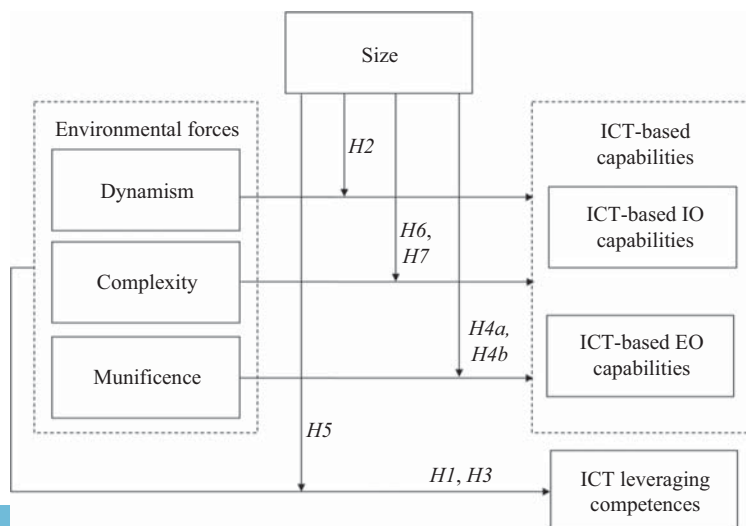 Size
Environmental forces
Dynamism
Complexity
Munificence
H2
H6,
H7
H4a,
H4b
H5
H1, H3
ICT-based
capabilities
ICT-based IO
capabilities
ICT-based EO
capabilities
ICT leveraging
competences